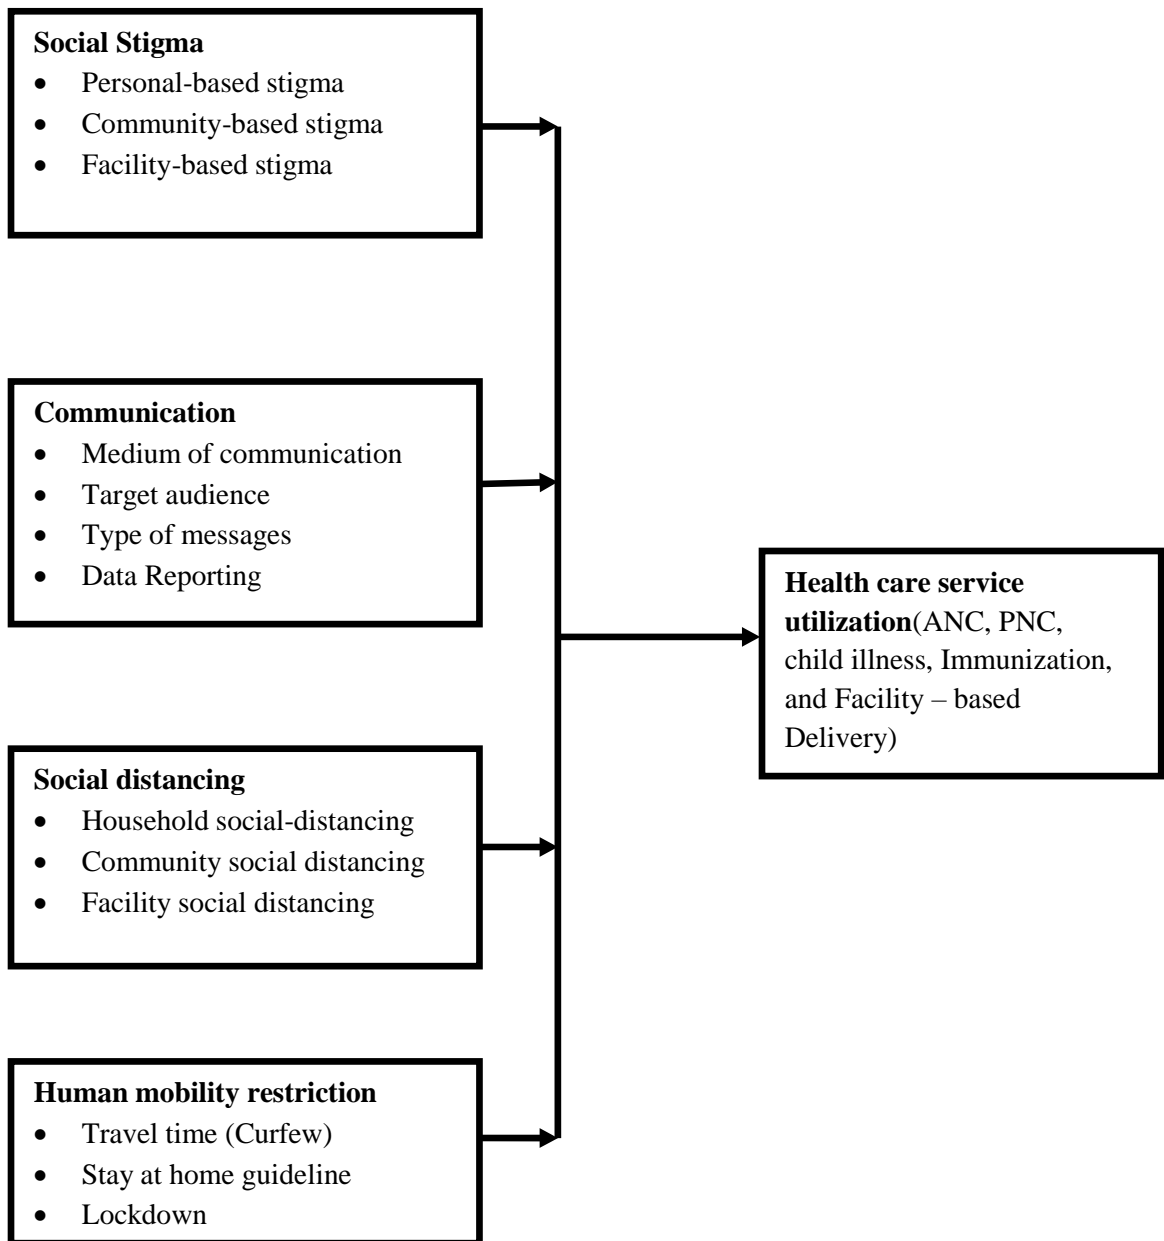 Social Stigma
• Personal-based stigma
• Community-based stigma
• Facility-based stigma
Communication
• Medium of communication
• Target audience
• Type of messages
• Data Reporting
Health care service
utilization(ANC, PNC,
child illness, Immunization,
and Facility – based
Delivery)
Social distancing
• Household social-distancing
• Community social distancing
• Facility social distancing
Human mobility restriction
• Travel time (Curfew)
• Stay at home guideline
• Lockdown